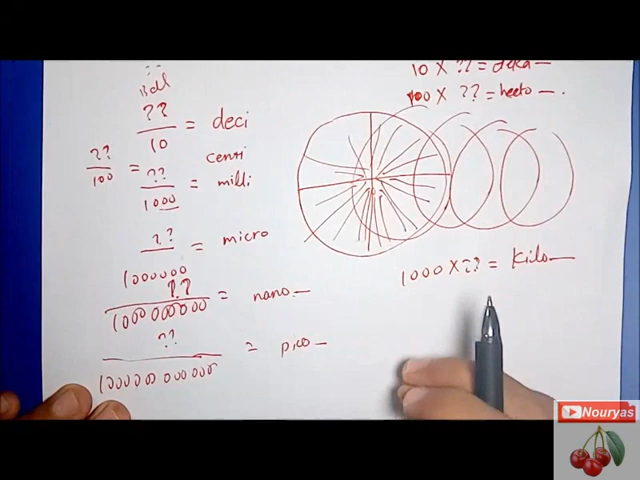 Bell
??
10 = deci
??
100 = centi
??
1000 = milli
??
1000000 = micro
??
1000000000 = nano —
??
1000000000000 = pico —
10 X ?? = deka —
100 X ?? = hecto — .
1000 X ?? = Kilo —
Nouryas